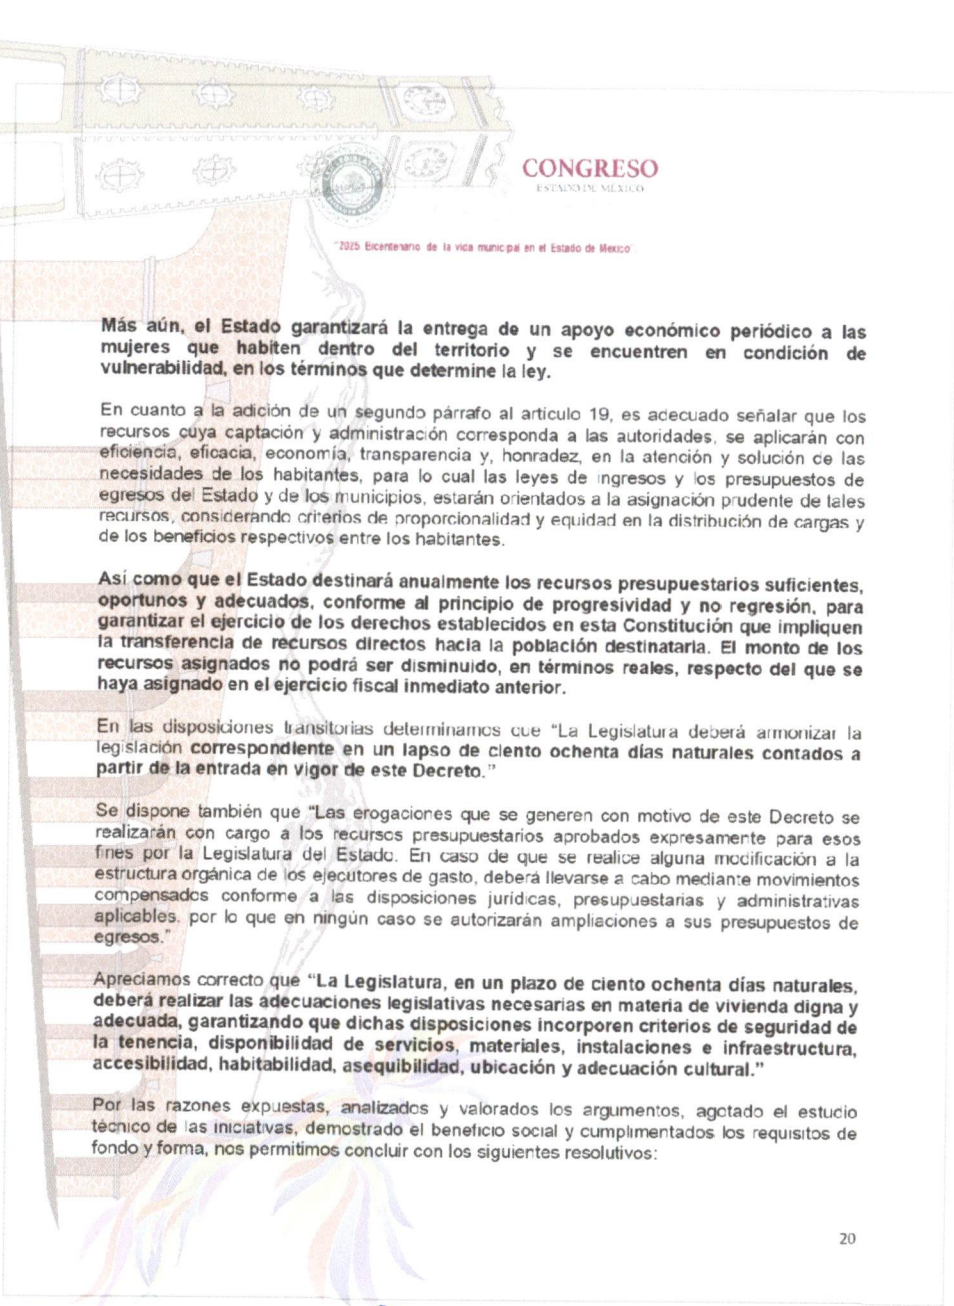 CONGRESO
ESTADO DE MÉXICO
"2025 Bicentenario de la vida municipal en el Estado de México"
Más aún, el Estado garantizará la entrega de un apoyo económico periódico a las
mujeres que habiten dentro del territorio y se encuentren en condición de
vulnerabilidad, en los términos que determine la ley.
En cuanto a la adición de un segundo párrafo al artículo 19, es adecuado señalar que los
recursos cuya captación y administración corresponda a las autoridades, se aplicarán con
eficiencia, eficacia, economía, transparencia y, honradez, en la atención y solución de las
necesidades de los habitantes, para lo cual las leyes de ingresos y los presupuestos de
egresos del Estado y de los municipios, estarán orientados a la asignación prudente de tales
recursos, considerando criterios de proporcionalidad y equidad en la distribución de cargas y
de los beneficios respectivos entre los habitantes.
Así como que el Estado destinará anualmente los recursos presupuestarios suficientes,
oportunos y adecuados, conforme al principio de progresividad y no regresión, para
garantizar el ejercicio de los derechos establecidos en esta Constitución que impliquen
la transferencia de recursos directos hacia la población destinataria. El monto de los
recursos asignados no podrá ser disminuido, en términos reales, respecto del que se
haya asignado en el ejercicio fiscal inmediato anterior.
En las disposiciones transitorias determinamos que "La Legislatura deberá armonizar la
legislación correspondiente en un lapso de ciento ochenta días naturales contados a
partir de la entrada en vigor de este Decreto."
Se dispone también que "Las erogaciones que se generen con motivo de este Decreto se
realizarán con cargo a los recursos presupuestarios aprobados expresamente para esos
fines por la Legislatura del Estado. En caso de que se realice alguna modificación a la
estructura orgánica de los ejecutores de gasto, deberá llevarse a cabo mediante movimientos
compensados conforme a las disposiciones jurídicas, presupuestarias y administrativas
aplicables, por lo que en ningún caso se autorizarán ampliaciones a sus presupuestos de
egresos."
Apreciamos correcto que "La Legislatura, en un plazo de ciento ochenta días naturales,
deberá realizar las adecuaciones legislativas necesarias en materia de vivienda digna y
adecuada, garantizando que dichas disposiciones incorporen criterios de seguridad de
la tenencia, disponibilidad de servicios, materiales, instalaciones e infraestructura,
accesibilidad, habitabilidad, asequibilidad, ubicación y adecuación cultural."
Por las razones expuestas, analizados y valorados los argumentos, agotado el estudio
técnico de las iniciativas, demostrado el beneficio social y cumplimentados los requisitos de
fondo y forma, nos permitimos concluir con los siguientes resolutivos:
20